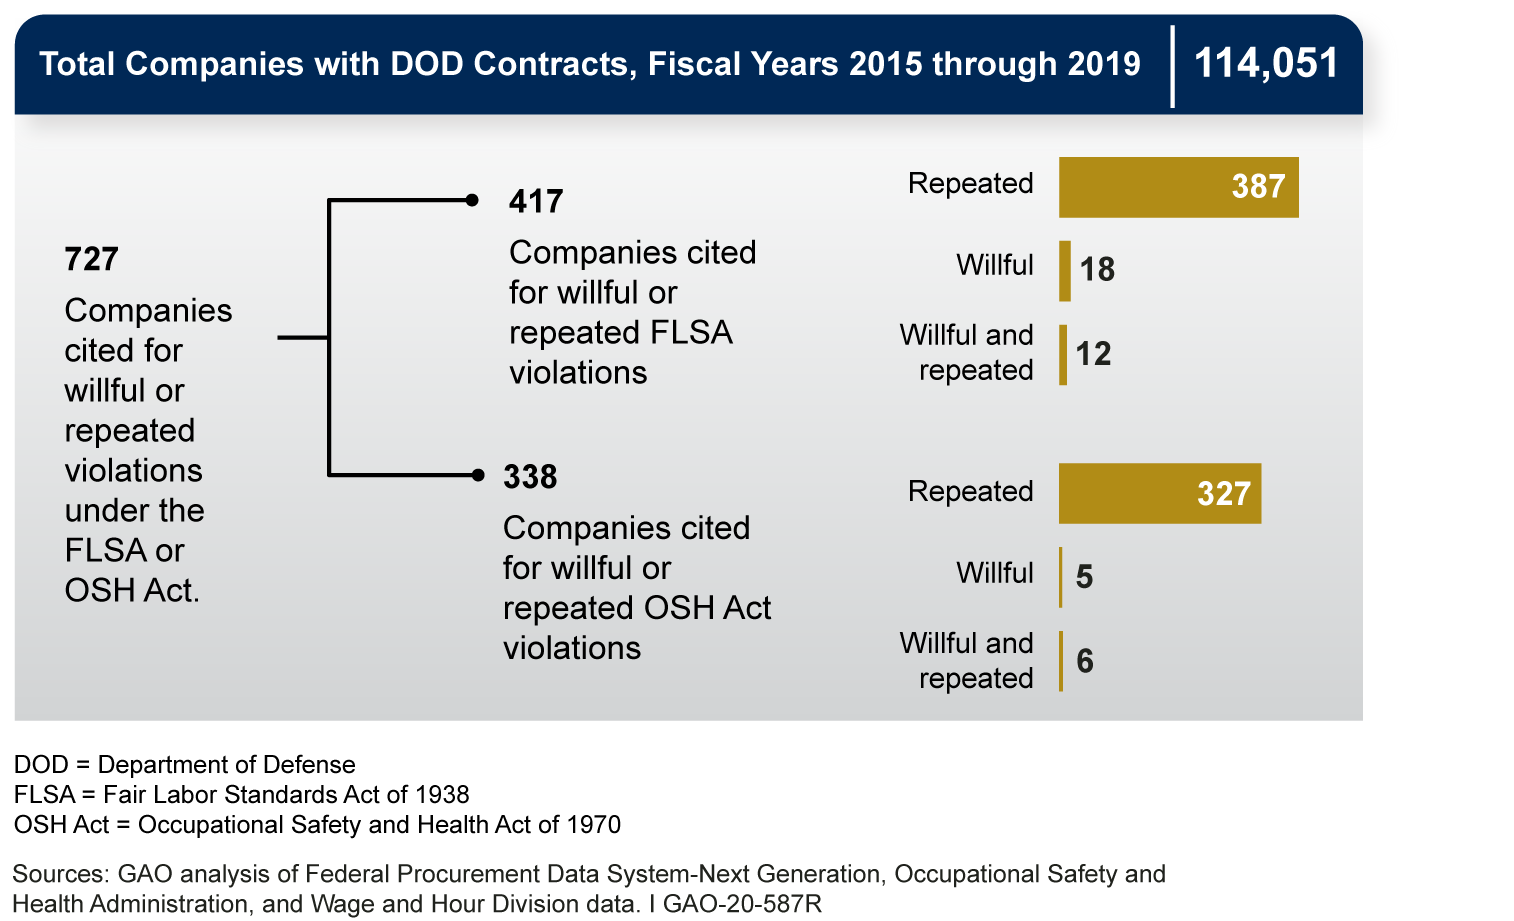 Total Companies with DOD Contracts, Fiscal Years 2015 through 2019 114,051
727
Companies
cited for
willful or
repeated
violations
under the
FLSA or
OSH Act.
417
Companies cited
for willful or
repeated FLSA
violations
Repeated 387
Willful 18
Willful and
repeated 12
338
Companies cited
for willful or
repeated OSH Act
violations
Repeated 327
Willful 5
Willful and
repeated 6
DOD = Department of Defense
FLSA = Fair Labor Standards Act of 1938
OSH Act = Occupational Safety and Health Act of 1970
Sources: GAO analysis of Federal Procurement Data System-Next Generation, Occupational Safety and
Health Administration, and Wage and Hour Division data. I GAO-20-587R